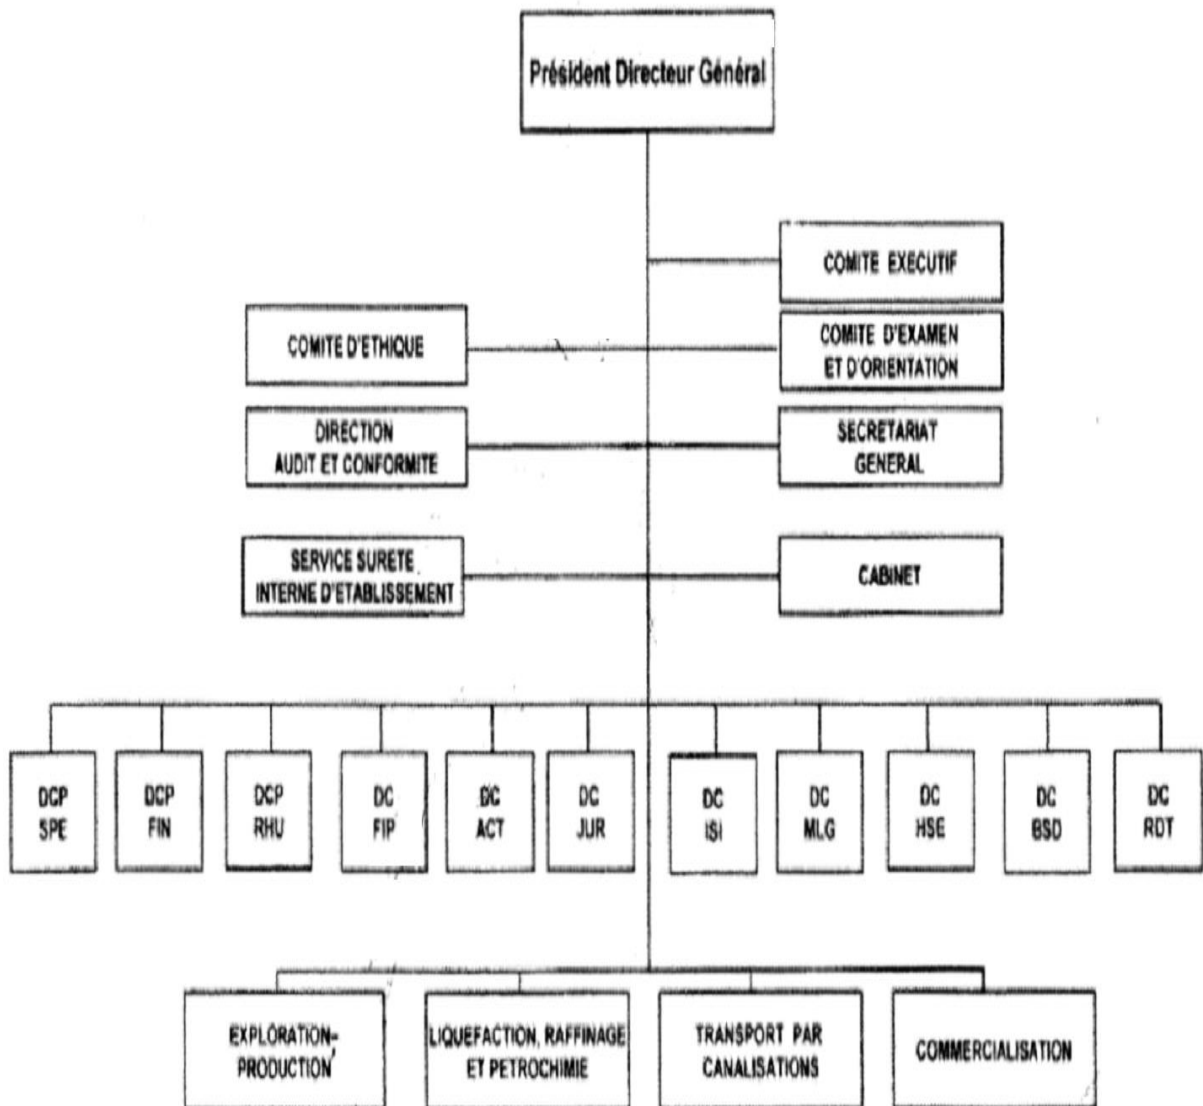 Président Directeur Général
COMITE EXECUTIF
COMITE D'ETHIQUE
COMITE D'EXAMEN
ET D'ORIENTATION
DIRECTION
AUDIT ET CONFORMITE
SECRETARIAT
GENERAL
SERVICE SURETE
INTERNE D'ETABLISSEMENT
CABINET
DCP
SPE
DCP
FIN
DCP
RHU
DC
FIP
DC
ACT
DC
JUR
DC
ISI
DC
MLG
DC
HSE
DC
BSD
DC
RDT
EXPLORATION-
PRODUCTION
LIQUEFACTION, RAFFINAGE
ET PETROCHIMIE
TRANSPORT PAR
CANALISATIONS
COMMERCIALISATION